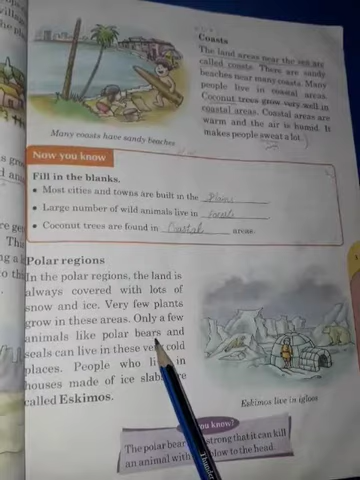 Coasts
The land areas near the sea are
called coasts. There are sandy
beaches near many coasts. Many
people live in coastal areas.
Coconut trees grow very well in
coastal areas. Coastal areas are
warm and the air is humid. It
makes people sweat a lot.
Many coasts have sandy beaches
Now you know
Fill in the blanks.
• Most cities and towns are built in the plains
• Large number of wild animals live in forests
• Coconut trees are found in Coastal areas.
Polar regions
In the polar regions, the land is
always covered with lots of
snow and ice. Very few plants
grow in these areas. Only a few
animals like polar bears and
seals can live in these very cold
places. People who live in
houses made of ice slabs are
called Eskimos.
Eskimos live in igloos
you know?
The polar bear strong that it can kill
an animal with blow to the head